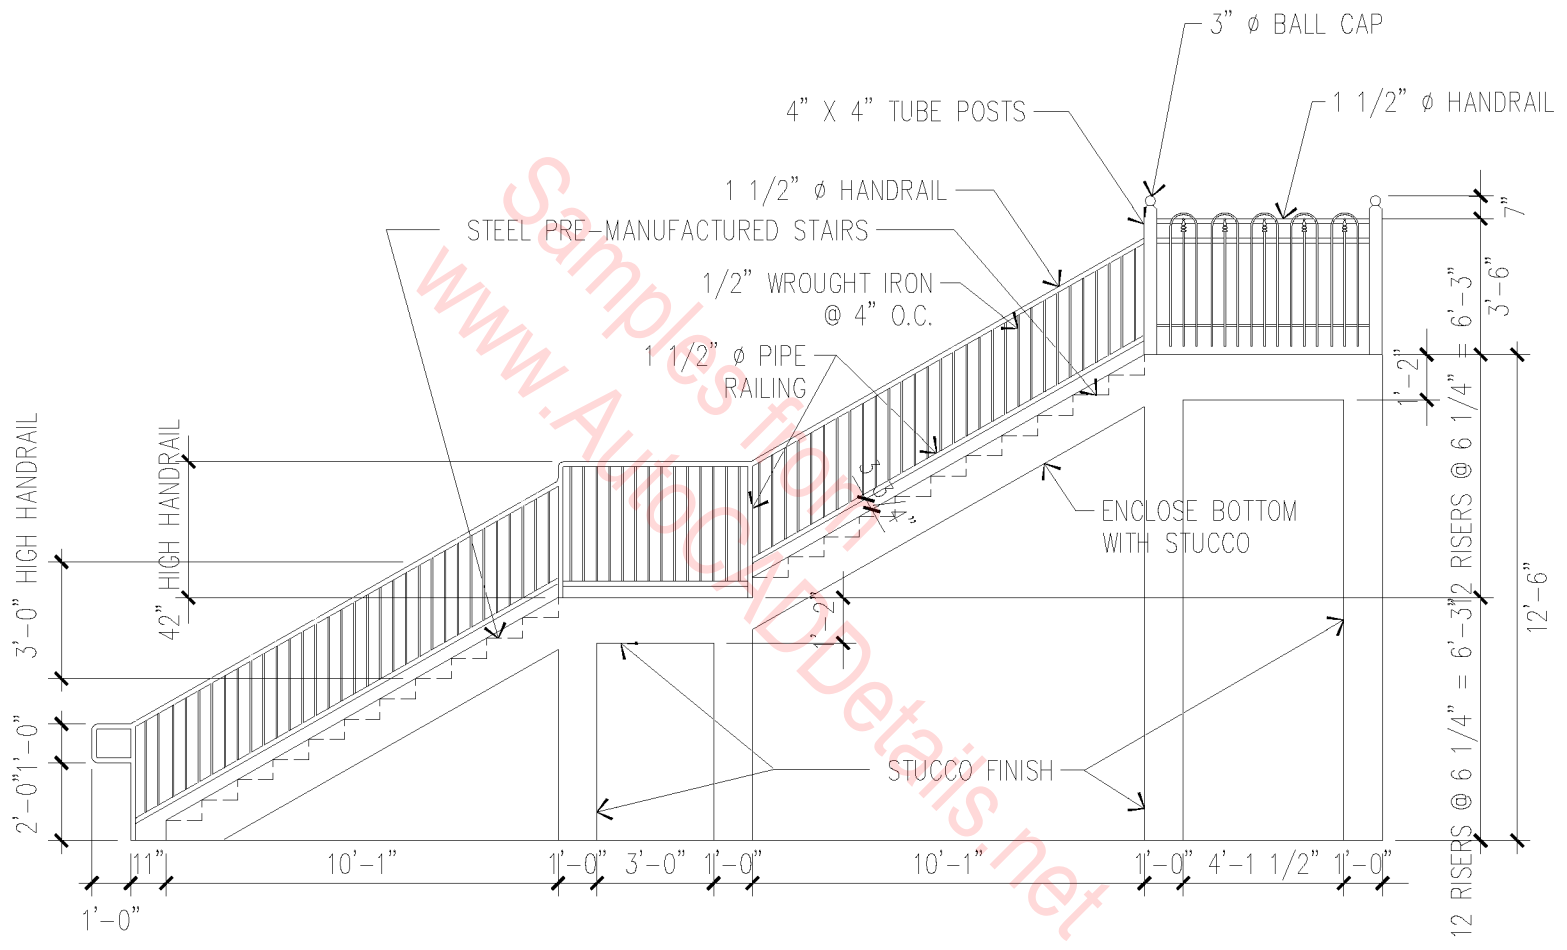 3" ø BALL CAP
4" X 4" TUBE POSTS
1 1/2" ø HANDRAIL
1 1/2" ø HANDRAIL
STEEL PRE-MANUFACTURED STAIRS
1/2" WROUGHT IRON
@ 4" O.C.
1 1/2" ø PIPE
RAILING
7"
3'-6"
1'-2"
12 RISERS @ 6 1/4" = 6'-3"
12'-6"
12 RISERS @ 6 1/4" = 6'-3"
3'-0" HIGH HANDRAIL
42" HIGH HANDRAIL
3 3/4"
ENCLOSE BOTTOM
WITH STUCCO
1'-2"
1'-0"
2'-0"
STUCCO FINISH
11"
10'-1"
1'-0"
3'-0"
1'-0"
10'-1"
1'-0"
4'-1 1/2"
1'-0"
1'-0"
Samples from
www.AutoCADDetails.net